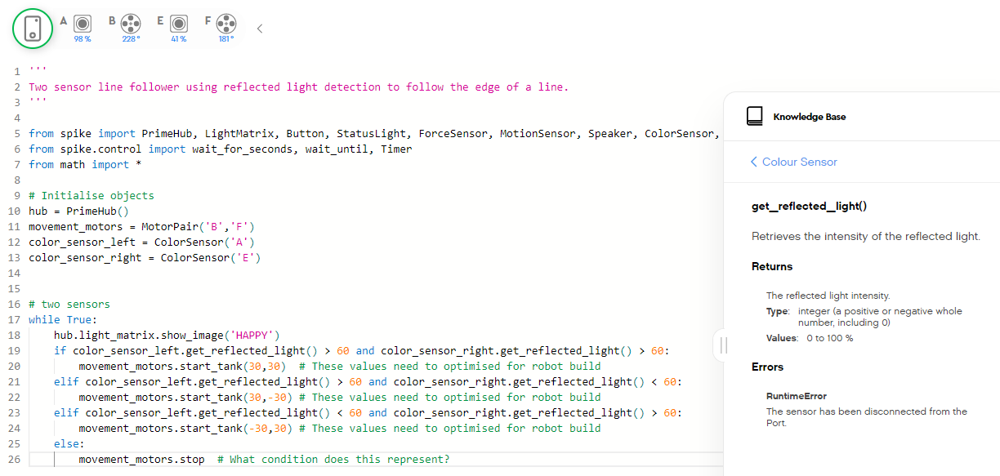 A B E F
98 % 228 ° 41 % 181 °
1 '''
2 Two sensor line follower using reflected light detection to follow the edge of a line.
3 '''
4
5 from spike import PrimeHub, LightMatrix, Button, StatusLight, ForceSensor, MotionSensor, Speaker, ColorSensor,
6 from spike.control import wait_for_seconds, wait_until, Timer
7 from math import *
8
9 # Initialise objects
10 hub = PrimeHub()
11 movement_motors = MotorPair('B','F')
12 color_sensor_left = ColorSensor('A')
13 color_sensor_right = ColorSensor('E')
14
15
16 # two sensors
17 while True:
18 hub.light_matrix.show_image('HAPPY')
19 if color_sensor_left.get_reflected_light() > 60 and color_sensor_right.get_reflected_light() > 60:
20 movement_motors.start_tank(30,30) # These values need to optimised for robot build
21 elif color_sensor_left.get_reflected_light() > 60 and color_sensor_right.get_reflected_light() < 60:
22 movement_motors.start_tank(30,-30) # These values need to optimised for robot build
23 elif color_sensor_left.get_reflected_light() < 60 and color_sensor_right.get_reflected_light() > 60:
24 movement_motors.start_tank(-30,30) # These values need to optimised for robot build
25 else:
26 movement_motors.stop # What condition does this represent?
Knowledge Base
Colour Sensor
get_reflected_light()
Retrieves the intensity of the reflected light.
Returns
The reflected light intensity.
Type: integer (a positive or negative whole
number, including 0)
Values: 0 to 100 %
Errors
RuntimeError
The sensor has been disconnected from the
Port.